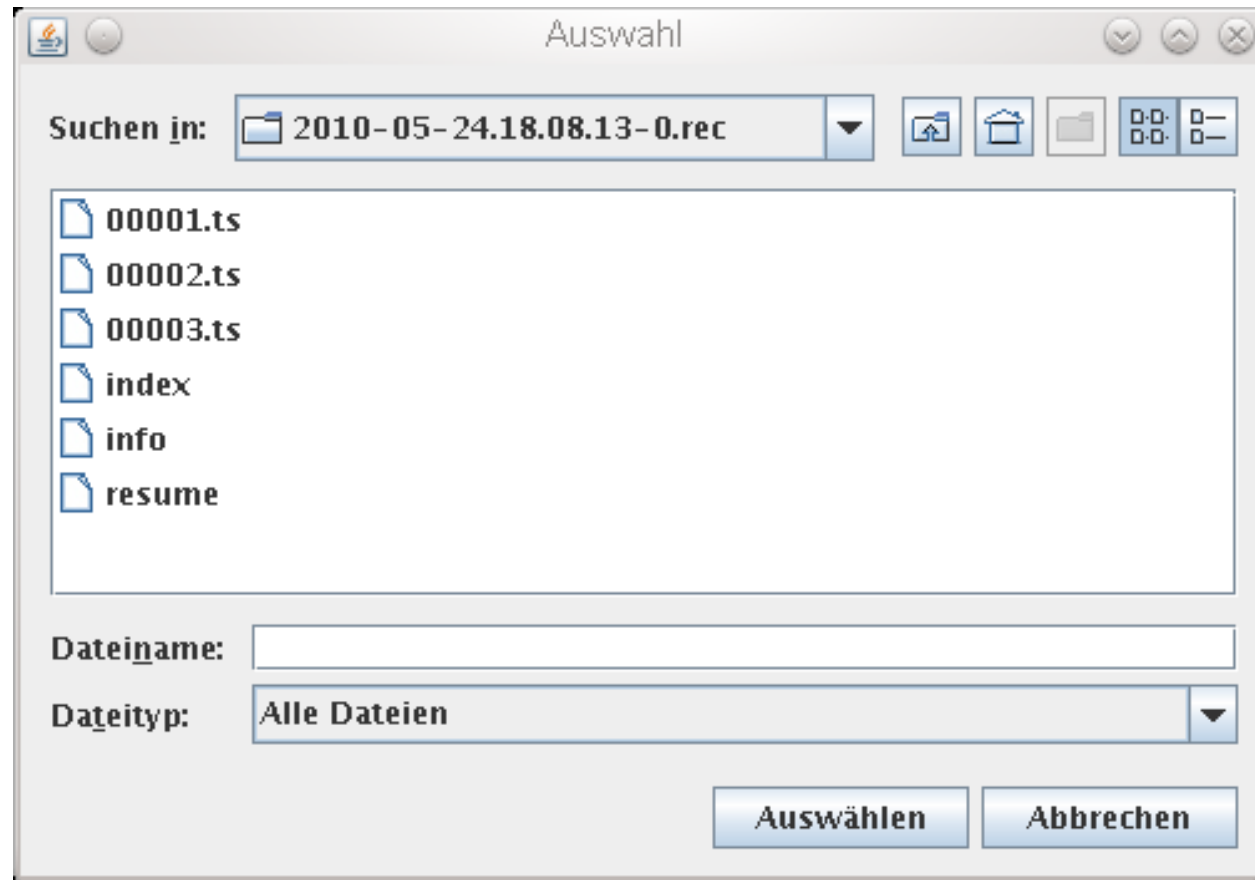 Auswahl
Suchen in: 2010-05-24.18.08.13-0.rec
00001.ts
00002.ts
00003.ts
index
info
resume
Dateiname:
Dateityp: Alle Dateien
Auswählen Abbrechen